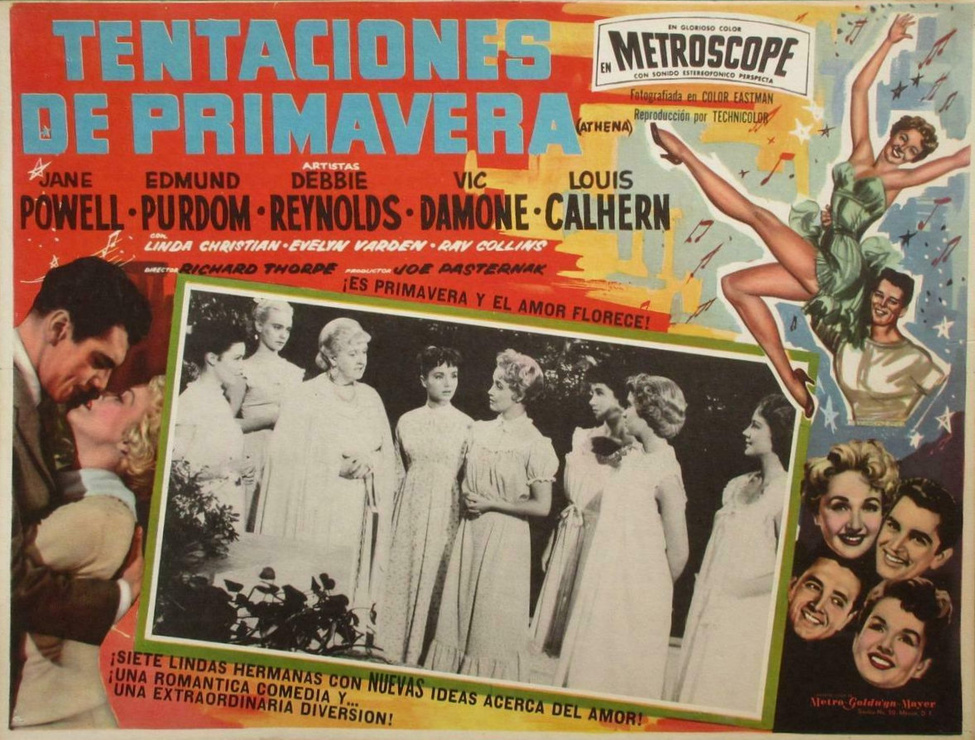 TENTACIONES
DE PRIMAVERA
(ATHENA)
EN GLORIOSO COLOR
EN METROSCOPE
CON SONIDO ESTEREOFONICO PERSPECTA
Fotografiada en COLOR EASTMAN
Reproducción por TECHNICOLOR
ARTISTAS
JANE EDMUND DEBBIE VIC LOUIS
POWELL · PURDOM · REYNOLDS · DAMONE · CALHERN
CON
LINDA CHRISTIAN · EVELYN VARDEN · RAY COLLINS
DIRECTOR RICHARD THORPE PRODUCTOR JOE PASTERNAK
¡ES PRIMAVERA Y EL AMOR FLORECE!
¡SIETE LINDAS HERMANAS CON NUEVAS IDEAS ACERCA DEL AMOR!
¡UNA ROMANTICA COMEDIA Y...
UNA EXTRAORDINARIA DIVERSION!
Metro-Goldwyn-Mayer